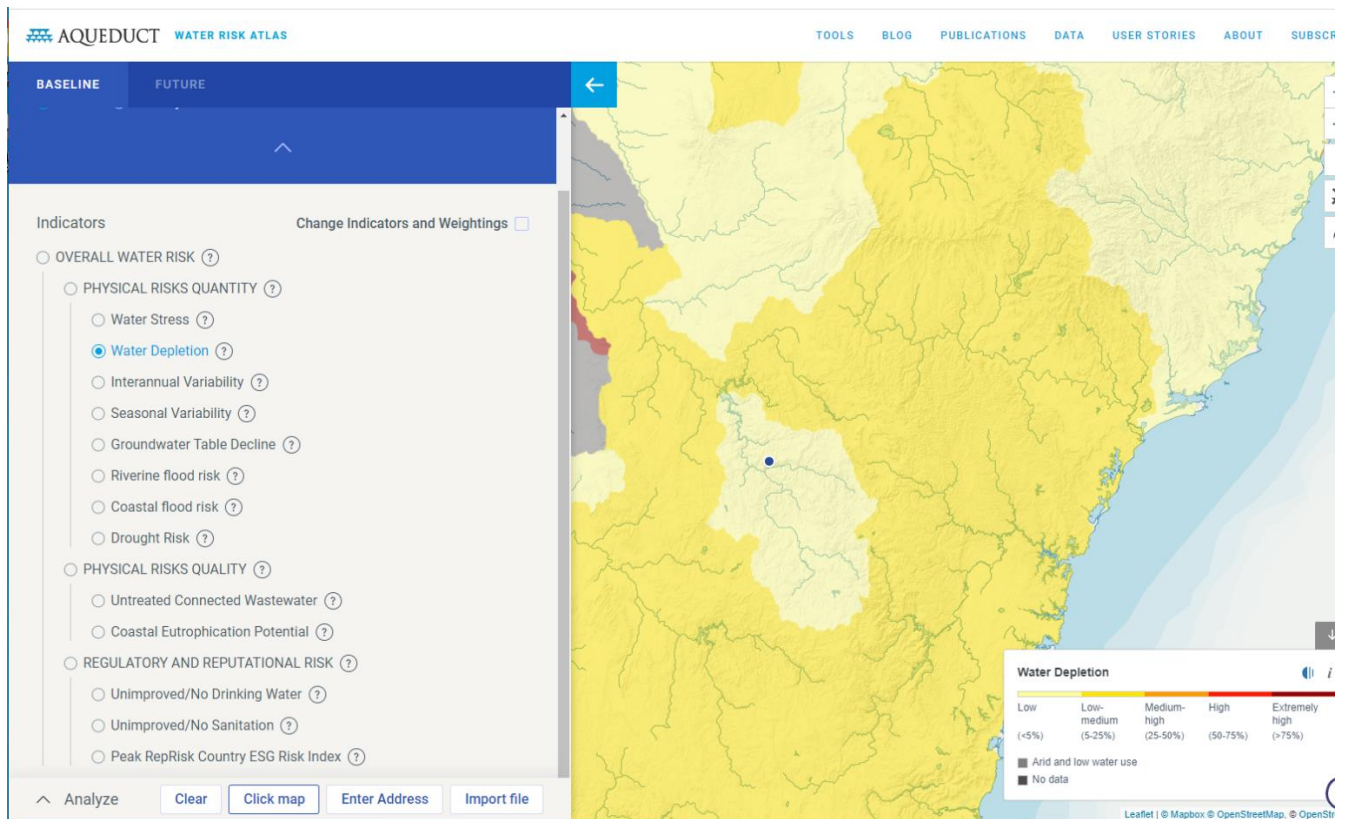 AQUEDUCT WATER RISK ATLAS
TOOLS BLOG PUBLICATIONS DATA USER STORIES ABOUT
BASELINE FUTURE
Indicators Change Indicators and Weightings
OVERALL WATER RISK ?
PHYSICAL RISKS QUANTITY ?
Water Stress ?
Water Depletion ?
Interannual Variability ?
Seasonal Variability ?
Groundwater Table Decline ?
Riverine flood risk ?
Coastal flood risk ?
Drought Risk ?
PHYSICAL RISKS QUALITY ?
Untreated Connected Wastewater ?
Coastal Eutrophication Potential ?
REGULATORY AND REPUTATIONAL RISK ?
Unimproved/No Drinking Water ?
Unimproved/No Sanitation ?
Peak RepRisk Country ESG Risk Index ?
Analyze Clear Click map Enter Address Import file
Water Depletion i
Low Low-medium Medium-high High Extremely high
(<5%) (5-25%) (25-50%) (50-75%) (>75%)
Arid and low water use
No data
Leaflet | © Mapbox © OpenStreetMap, ©